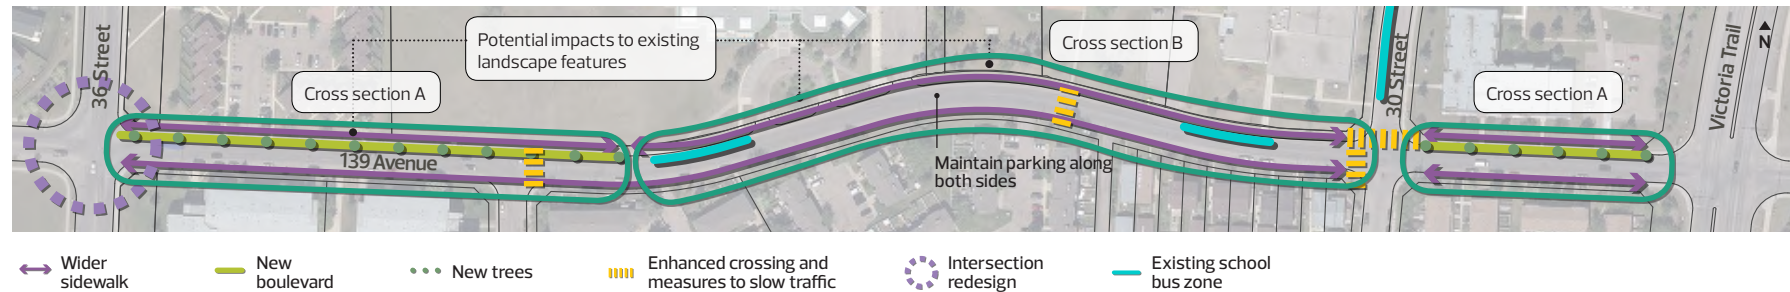 36 Street
Cross section A
Potential impacts to existing
landscape features
Cross section B
30 Street
Cross section A
Victoria Trail
N
139 Avenue
Maintain parking along
both sides
Wider
sidewalk
New
boulevard
New trees
Enhanced crossing and
measures to slow traffic
Intersection
redesign
Existing school
bus zone